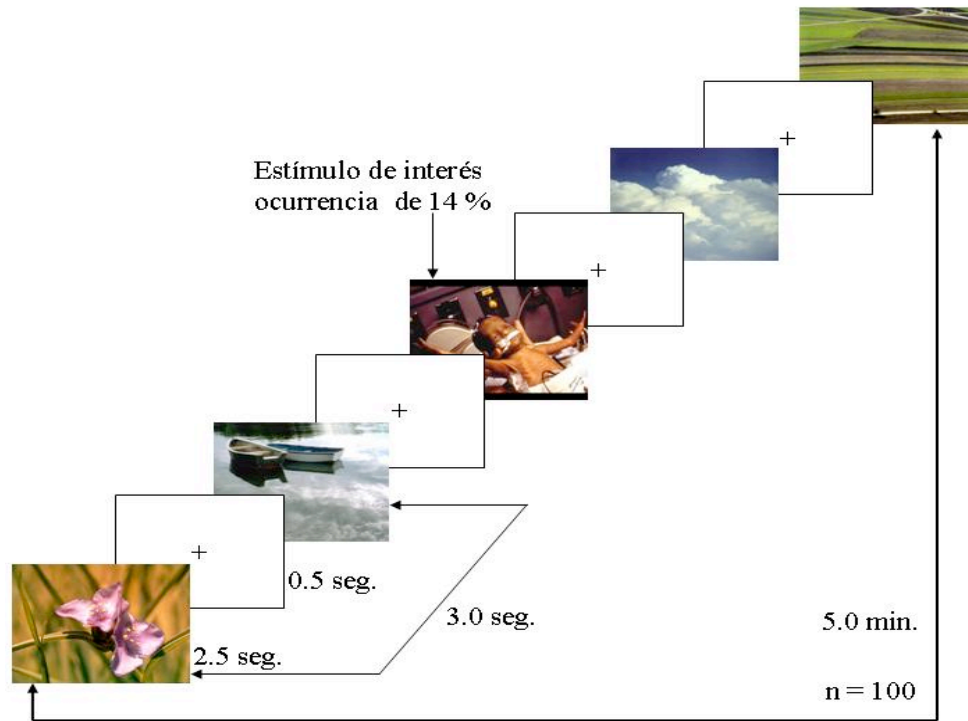 Estímulo de interés
ocurrencia de 14 %
+
+
+
+
0.5 seg.
3.0 seg.
2.5 seg.
5.0 min.
n = 100